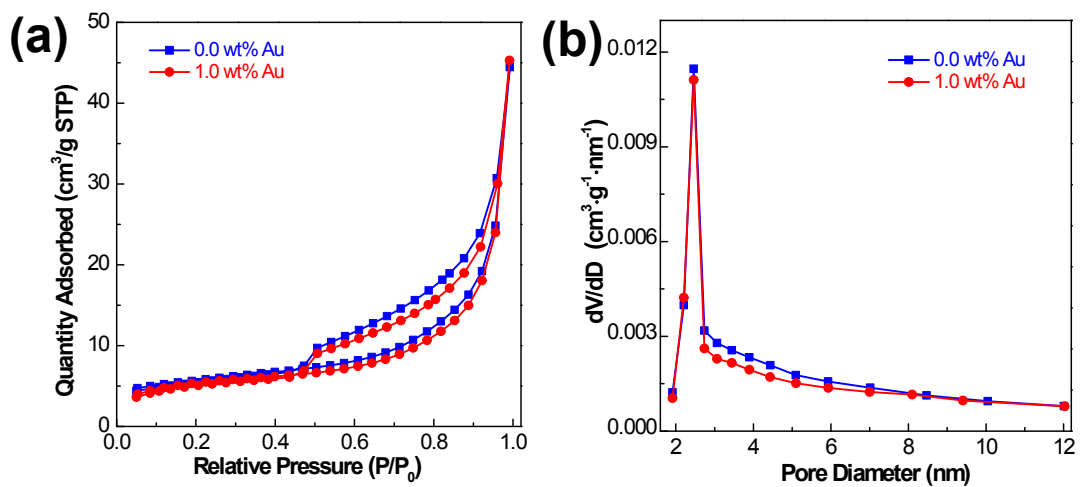 (a)
0.0 wt% Au
1.0 wt% Au
Quantity Adsorbed (cm³/g STP)
50
40
30
20
10
0
0.0 0.2 0.4 0.6 0.8 1.0
Relative Pressure (P/P₀)
(b)
0.0 wt% Au
1.0 wt% Au
dV/dD (cm³·g⁻¹·nm⁻¹)
0.012
0.009
0.006
0.003
0.000
2 4 6 8 10 12
Pore Diameter (nm)